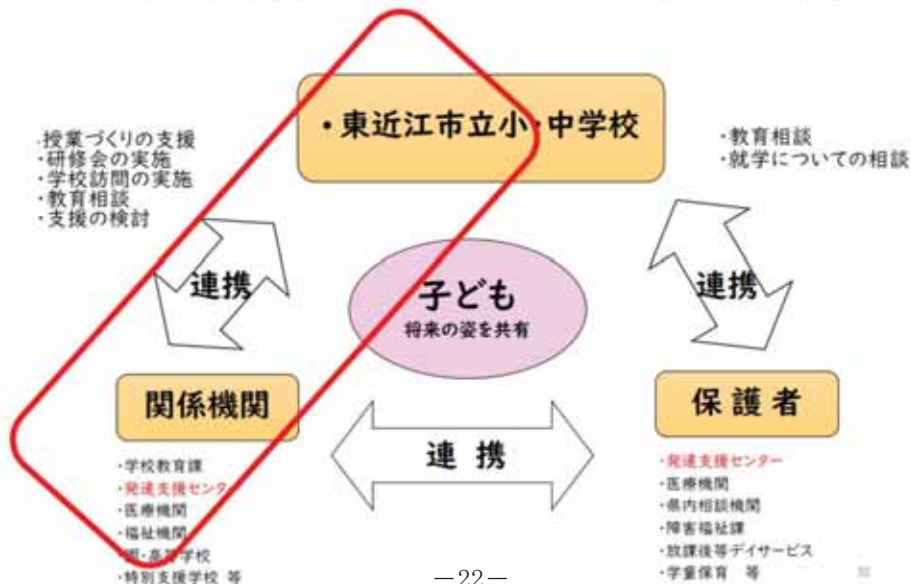 ・東近江市立小・中学校
・授業づくりの支援
・研修会の実施
・学校訪問の実施
・教育相談
・支援の検討
・教育相談
・就学についての相談
連携
子ども
将来の姿を共有
連携
関係機関
連携
保護者
・学校教育課
・発達支援センター
・医療機関
・福祉機関
・園・高等学校
・特別支援学校 等
・発達支援センター
・医療機関
・県内相談機関
・障害福祉課
・放課後等デイサービス
・学童保育 等
－22－